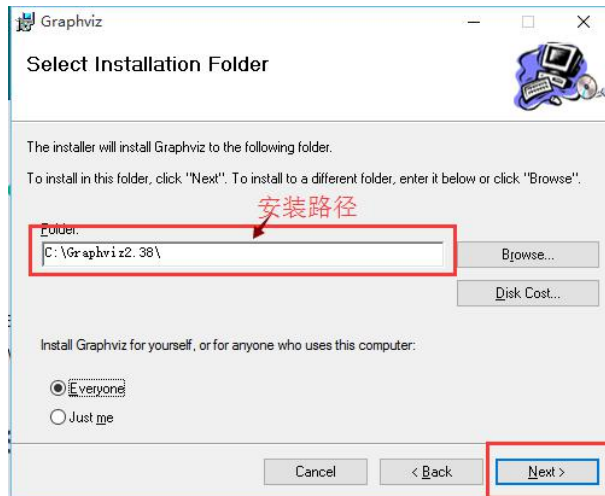 Graphviz
Select Installation Folder
The installer will install Graphviz to the following folder.
To install in this folder, click "Next". To install to a different folder, enter it below or click "Browse".
安装路径
Folder:
C:\Graphviz2.38\
Browse...
Disk Cost...
Install Graphviz for yourself, or for anyone who uses this computer:
Everyone
Just me
Cancel
< Back
Next >